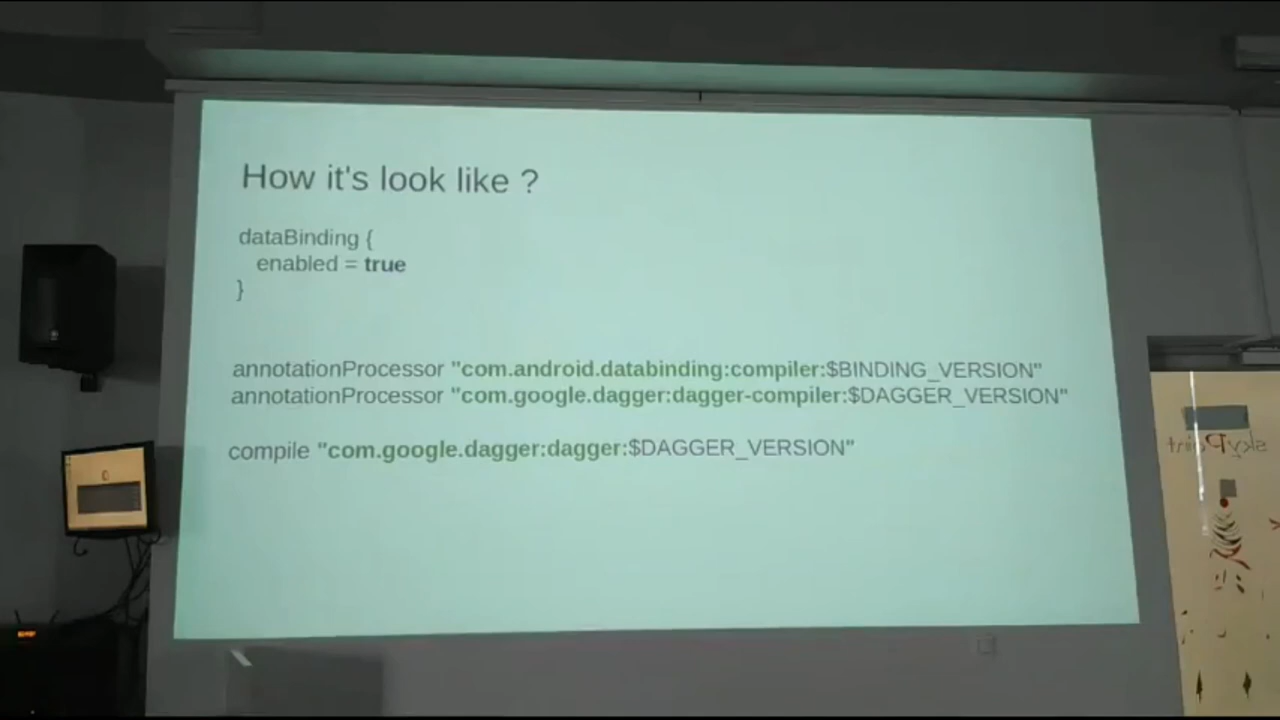 How it's look like ?
dataBinding {
enabled = true
}
annotationProcessor "com.android.databinding:compiler:$BINDING_VERSION"
annotationProcessor "com.google.dagger:dagger-compiler:$DAGGER_VERSION"
compile "com.google.dagger:dagger:$DAGGER_VERSION"
skyPoint